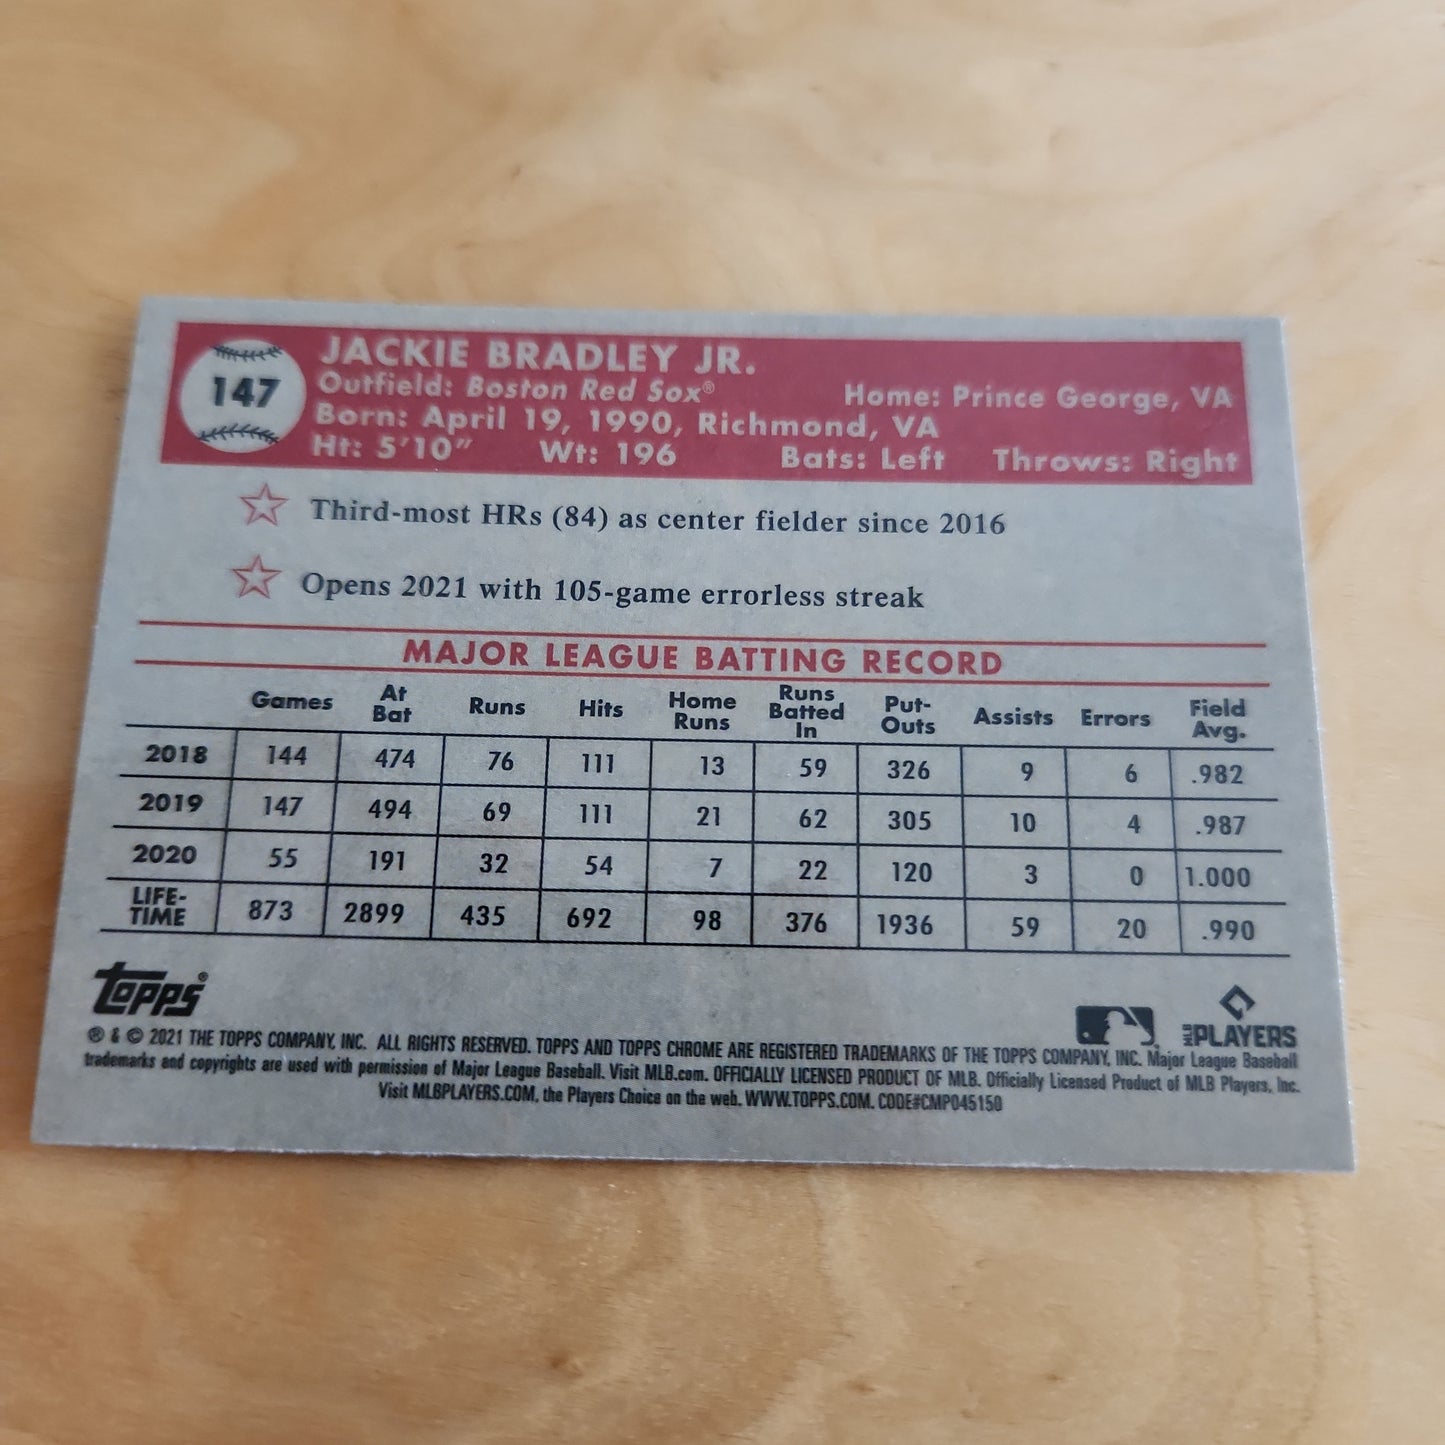 147
JACKIE BRADLEY JR.
Outfield: Boston Red Sox® Home: Prince George, VA
Born: April 19, 1990, Richmond, VA
Ht: 5'10" Wt: 196 Bats: Left Throws: Right
Third-most HRs (84) as center fielder since 2016
Opens 2021 with 105-game errorless streak
MAJOR LEAGUE BATTING RECORD
Games At Bat Runs Hits Home Runs Runs Batted In Put-Outs Assists Errors Field Avg.
2018 144 474 76 111 13 59 326 9 6 .982
2019 147 494 69 111 21 62 305 10 4 .987
2020 55 191 32 54 7 22 120 3 0 1.000
LIFE-TIME 873 2899 435 692 98 376 1936 59 20 .990
topps®
MLB PLAYERS
® & © 2021 THE TOPPS COMPANY, INC. ALL RIGHTS RESERVED. TOPPS AND TOPPS CHROME ARE REGISTERED TRADEMARKS OF THE TOPPS COMPANY, INC. Major League Baseball
trademarks and copyrights are used with permission of Major League Baseball. Visit MLB.com. OFFICIALLY LICENSED PRODUCT OF MLB. Officially Licensed Product of MLB Players, Inc.
Visit MLBPLAYERS.COM, the Players Choice on the web. WWW.TOPPS.COM. CODE#CMP045150